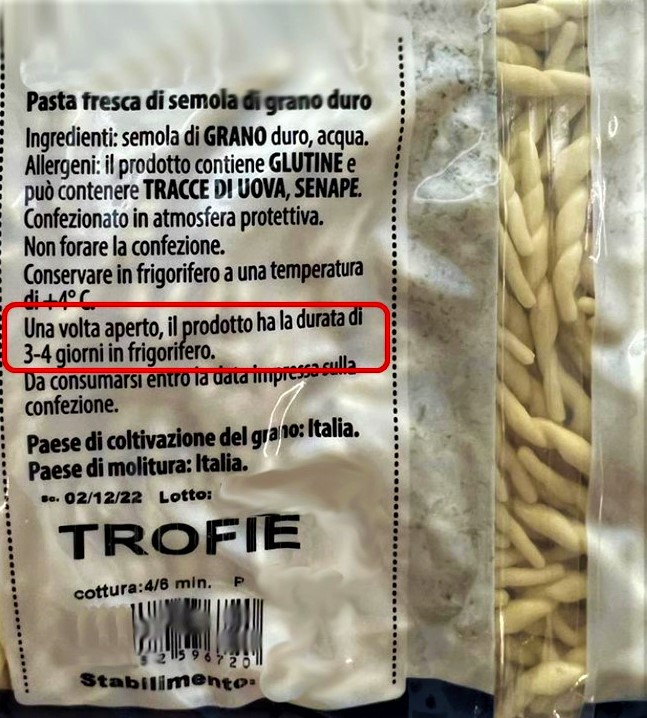 Pasta fresca di semola di grano duro
Ingredienti: semola di GRANO duro, acqua.
Allergeni: il prodotto contiene GLUTINE e
può contenere TRACCE DI UOVA, SENAPE.
Confezionato in atmosfera protettiva.
Non forare la confezione.
Conservare in frigorifero a una temperatura
di +4° C.
Una volta aperto, il prodotto ha la durata di
3-4 giorni in frigorifero.
Da consumarsi entro la data impressa sulla
confezione.
Paese di coltivazione del grano: Italia.
Paese di molitura: Italia.
sc. 02/12/22 Lotto:
TROFIE
cottura:4/6 min. P
5 2 596720
Stabilimento: